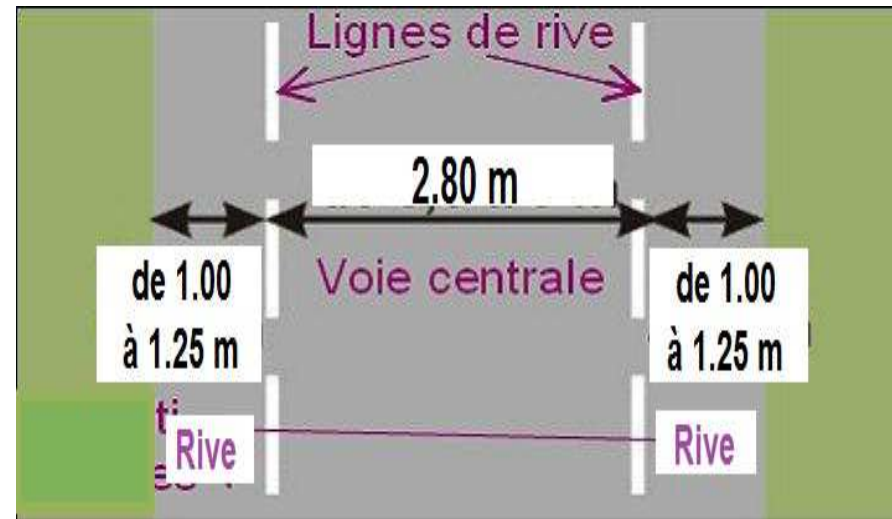 Lignes de rive
2.80 m
de 1.00
à 1.25 m
Voie centrale
de 1.00
à 1.25 m
Rive
Rive